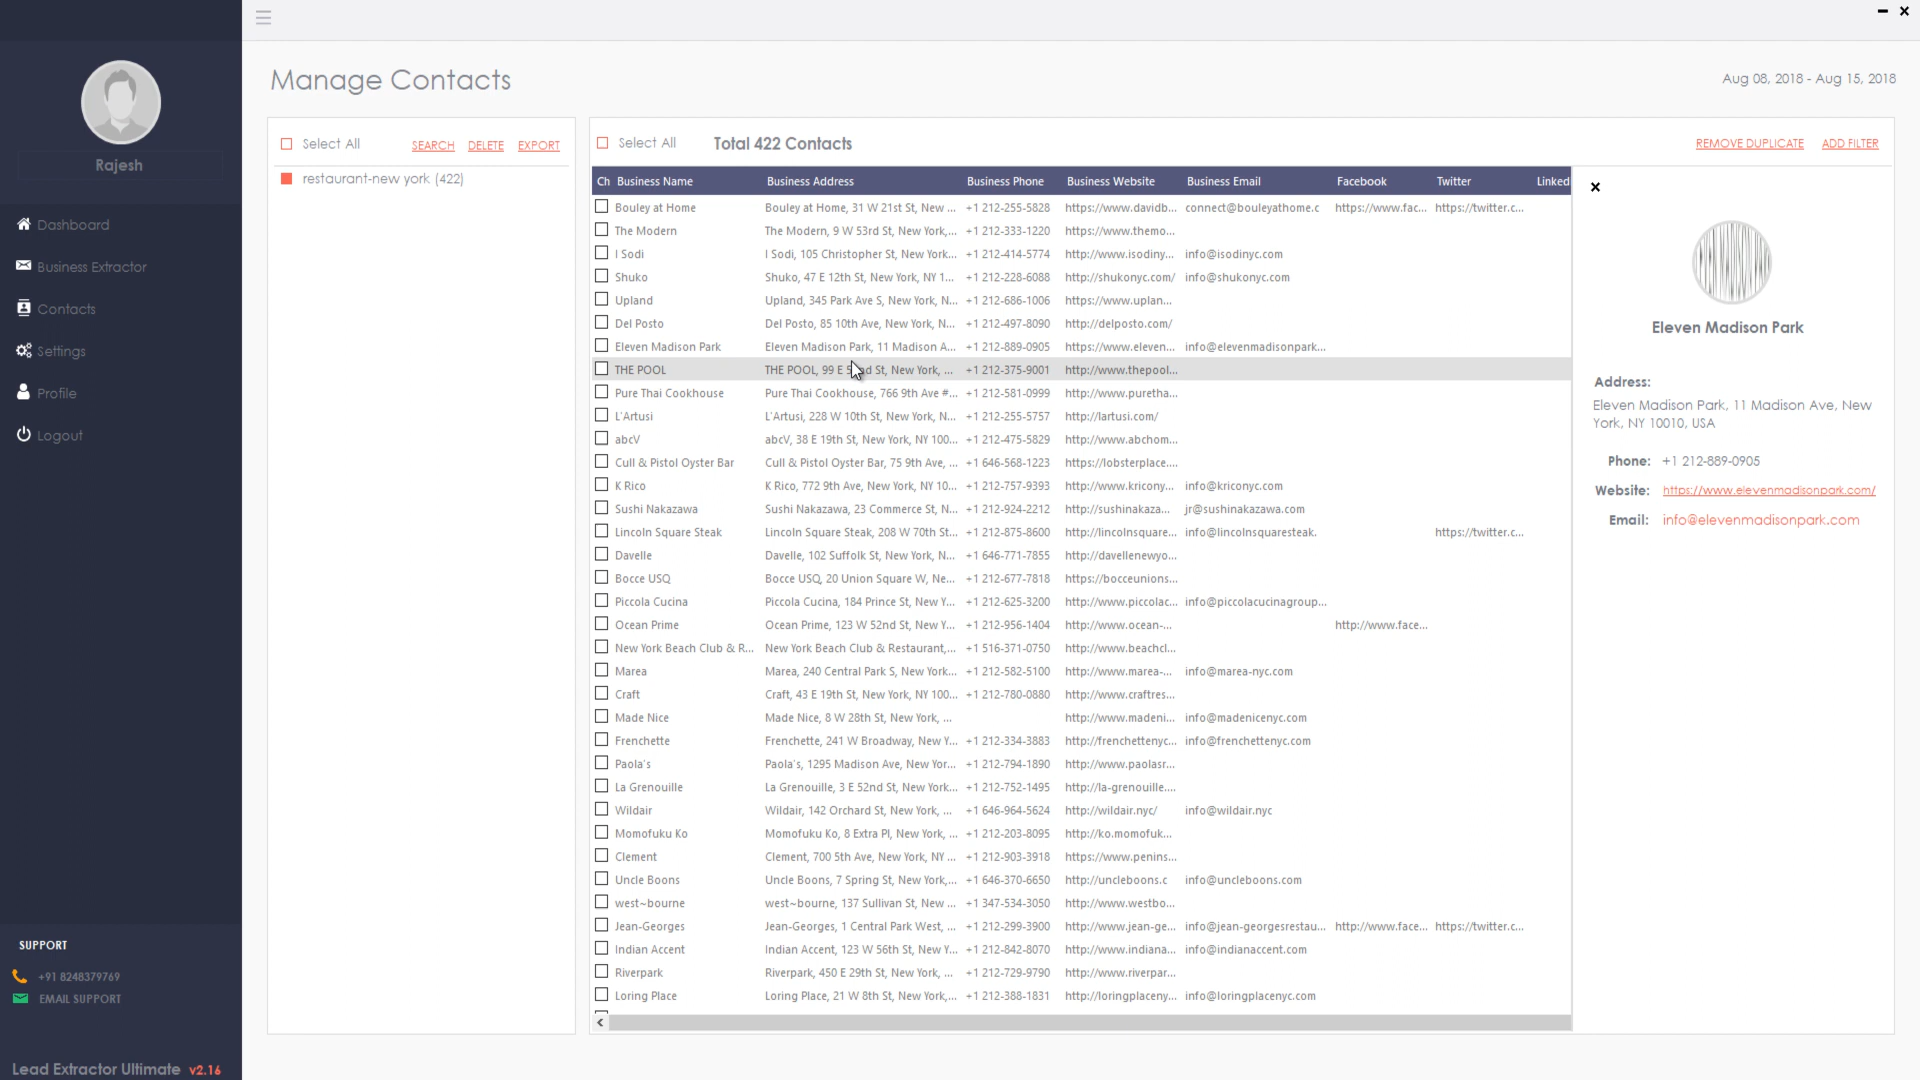 Manage Contacts
Aug 08, 2018 - Aug 15, 2018
Rajesh
Dashboard
Business Extractor
Contacts
Settings
Profile
Logout
SUPPORT
+91 8248379769
EMAIL SUPPORT
Lead Extractor Ultimate v2.16
Select All SEARCH DELETE EXPORT
restaurant-new york (422)
Select All Total 422 Contacts REMOVE DUPLICATE ADD FILTER
Ch Business Name Business Address Business Phone Business Website Business Email Facebook Twitter Linked
Bouley at Home Bouley at Home, 31 W 21st St, New ... +1 212-255-5828 https://www.davidb... connect@bouleyathome.c https://www.fac... https://twitter.c...
The Modern The Modern, 9 W 53rd St, New York,... +1 212-333-1220 https://www.themo...
I Sodi I Sodi, 105 Christopher St, New York... +1 212-414-5774 http://www.isodiny... info@isodinyc.com
Shuko Shuko, 47 E 12th St, New York, NY 1... +1 212-228-6088 http://shukonyc.com/ info@shukonyc.com
Upland Upland, 345 Park Ave S, New York, N... +1 212-686-1006 https://www.uplan...
Del Posto Del Posto, 85 10th Ave, New York, N... +1 212-497-8090 http://delposto.com/
Eleven Madison Park Eleven Madison Park, 11 Madison A... +1 212-889-0905 https://www.eleven... info@elevenmadisonpark...
THE POOL THE POOL, 99 E St, New York, ... +1 212-375-9001 http://www.thepool...
Pure Thai Cookhouse Pure Thai Cookhouse, 766 9th Ave #... +1 212-581-0999 http://www.puretha...
L'Artusi L'Artusi, 228 W 10th St, New York, N... +1 212-255-5757 http://lartusi.com/
abcV abcV, 38 E 19th St, New York, NY 100... +1 212-475-5829 http://www.abchom...
Cull & Pistol Oyster Bar Cull & Pistol Oyster Bar, 75 9th Ave, ... +1 646-568-1223 https://lobsterplace....
K Rico K Rico, 772 9th Ave, New York, NY 10... +1 212-757-9393 http://www.kricony... info@kriconyc.com
Sushi Nakazawa Sushi Nakazawa, 23 Commerce St, N... +1 212-924-2212 http://sushinakaza... jr@sushinakazawa.com
Lincoln Square Steak Lincoln Square Steak, 208 W 70th St... +1 212-875-8600 http://lincolnsquare... info@lincolnsquaresteak. https://twitter.c...
Davelle Davelle, 102 Suffolk St, New York, N... +1 646-771-7855 http://davellenewyo...
Bocce USQ Bocce USQ, 20 Union Square W, Ne... +1 212-677-7818 https://bocceunions...
Piccola Cucina Piccola Cucina, 184 Prince St, New Y... +1 212-625-3200 http://www.piccolac... info@piccolacucinagroup...
Ocean Prime Ocean Prime, 123 W 52nd St, New Y... +1 212-956-1404 http://www.ocean-... http://www.face...
New York Beach Club & R... New York Beach Club & Restaurant,... +1 516-371-0750 http://www.beachcl...
Marea Marea, 240 Central Park S, New York... +1 212-582-5100 http://www.marea-... info@marea-nyc.com
Craft Craft, 43 E 19th St, New York, NY 100... +1 212-780-0880 http://www.craftres...
Made Nice Made Nice, 8 W 28th St, New York, ... http://www.madeni... info@madenicenyc.com
Frenchette Frenchette, 241 W Broadway, New Y... +1 212-334-3883 http://frenchettenyc... info@frenchettenyc.com
Paola's Paola's, 1295 Madison Ave, New Yor... +1 212-794-1890 http://www.paolasr...
La Grenouille La Grenouille, 3 E 52nd St, New York... +1 212-752-1495 http://la-grenouille....
Wildair Wildair, 142 Orchard St, New York, ... +1 646-964-5624 http://wildair.nyc/ info@wildair.nyc
Momofuku Ko Momofuku Ko, 8 Extra Pl, New York, ... +1 212-203-8095 http://ko.momofuk...
Clement Clement, 700 5th Ave, New York, NY ... +1 212-903-3918 https://www.penins...
Uncle Boons Uncle Boons, 7 Spring St, New York,... +1 646-370-6650 http://uncleboons.c info@uncleboons.com
west~bourne west~bourne, 137 Sullivan St, New ... +1 347-534-3050 http://www.westbo...
Jean-Georges Jean-Georges, 1 Central Park West, ... +1 212-299-3900 http://www.jean-ge... info@jean-georgesrestau... http://www.face... https://twitter.c...
Indian Accent Indian Accent, 123 W 56th St, New Y... +1 212-842-8070 http://www.indiana... info@indianaccent.com
Riverpark Riverpark, 450 E 29th St, New York, ... +1 212-729-9790 http://www.riverpar...
Loring Place Loring Place, 21 W 8th St, New York,... +1 212-388-1831 http://loringplaceny... info@loringplacenyc.com
Eleven Madison Park
Address:
Eleven Madison Park, 11 Madison Ave, New
York, NY 10010, USA
Phone: +1 212-889-0905
Website: https://www.elevenmadisonpark.com/
Email: info@elevenmadisonpark.com